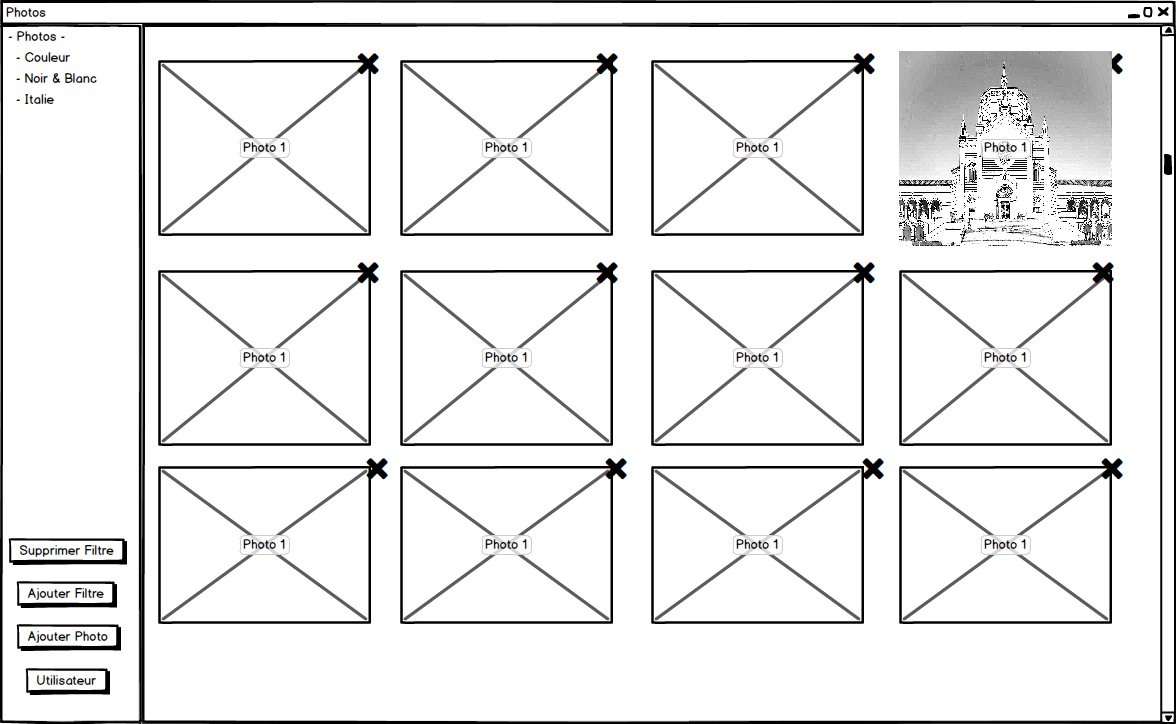 Photos
- Photos -
- Couleur
- Noir & Blanc
- Italie
Supprimer Filtre
Ajouter Filtre
Ajouter Photo
Utilisateur
Photo 1
Photo 1
Photo 1
Photo 1
Photo 1
Photo 1
Photo 1
Photo 1
Photo 1
Photo 1
Photo 1
Photo 1